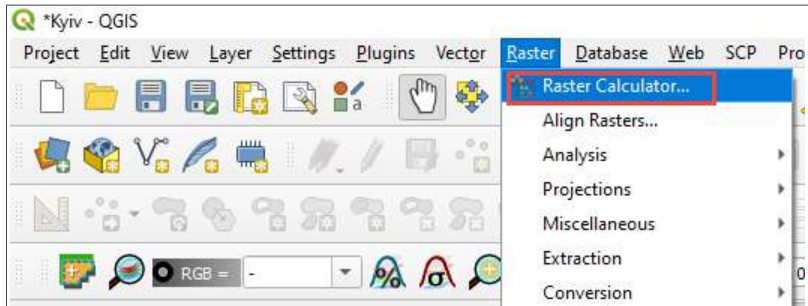 *Kyiv - QGIS
Project Edit View Layer Settings Plugins Vector Raster Database Web SCP Pro
Raster Calculator...
a
Align Rasters...
Analysis
Projections
Miscellaneous
Extraction
RGB = -
% σ
Conversion